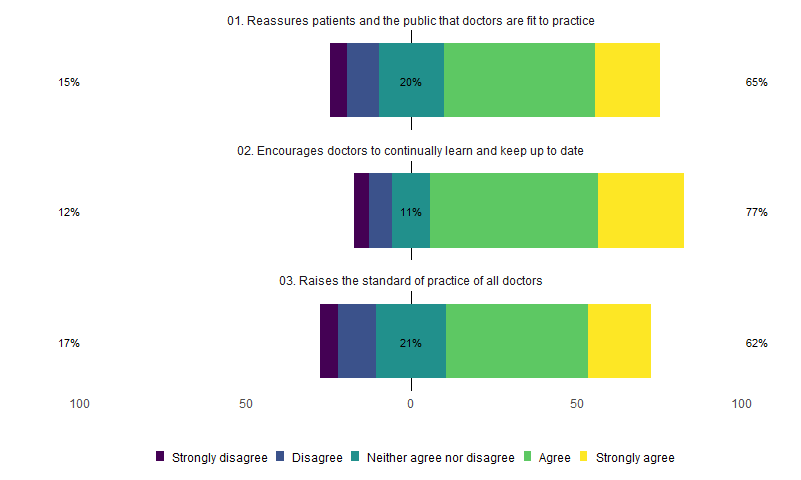 01. Reassures patients and the public that doctors are fit to practice
15% 20% 65%
02. Encourages doctors to continually learn and keep up to date
12% 11% 77%
03. Raises the standard of practice of all doctors
17% 21% 62%
100 50 0 50 100
Strongly disagree Disagree Neither agree nor disagree Agree Strongly agree